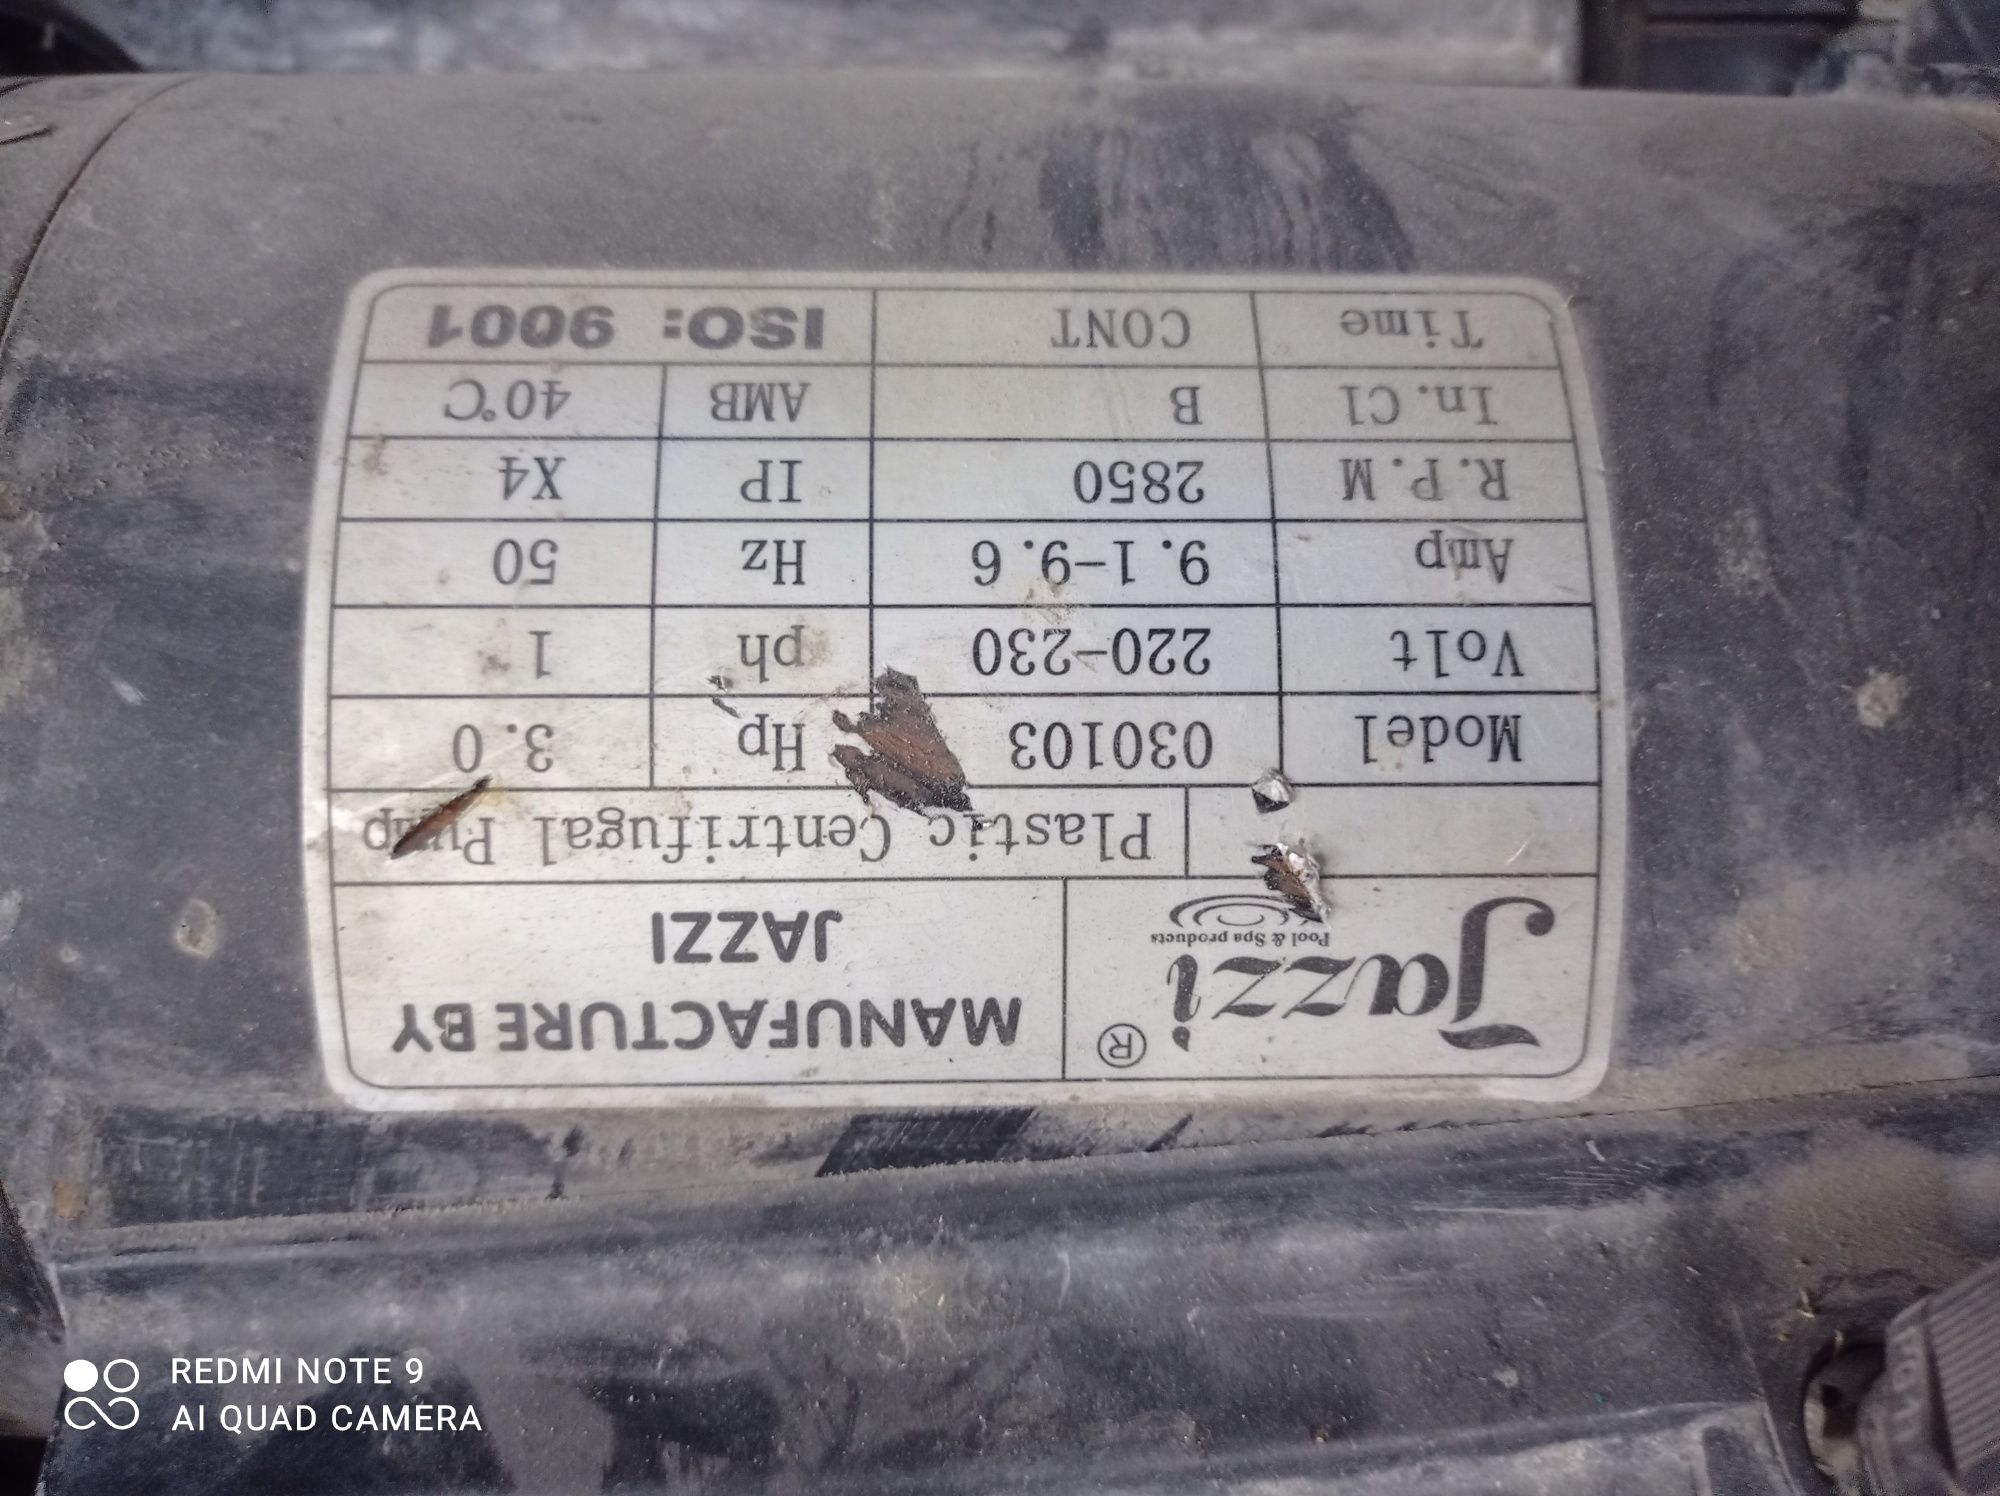 Jazzi ®
Pool & Spa products
MANUFACTURE BY
JAZZI
Plastic Centrifugal Pump
Model 030103 Hp 3.0
Volt 220-230 ph 1
Amp 9.1-9.6 Hz 50
R.P.M 2850 IP X4
In.Cl B AMB 40°C
Time CONT ISO: 9001
REDMI NOTE 9
AI QUAD CAMERA